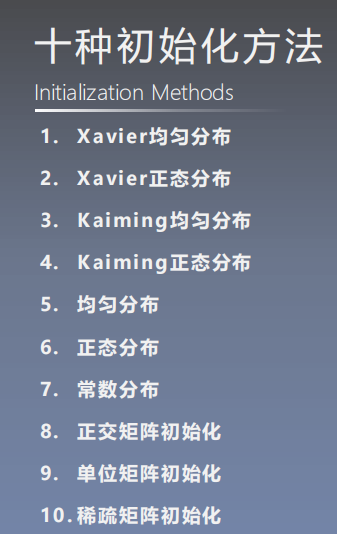 十种初始化方法
Initialization Methods
1. Xavier均匀分布
2. Xavier正态分布
3. Kaiming均匀分布
4. Kaiming正态分布
5. 均匀分布
6. 正态分布
7. 常数分布
8. 正交矩阵初始化
9. 单位矩阵初始化
10. 稀疏矩阵初始化